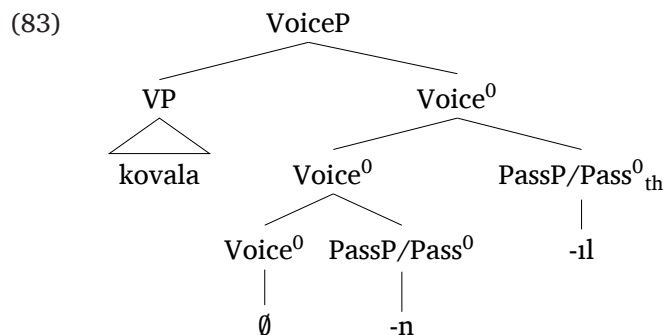 (83) VoiceP
VP Voice⁰
kovala Voice⁰ PassP/Pass⁰th
Voice⁰ PassP/Pass⁰ -ıl
∅ -n